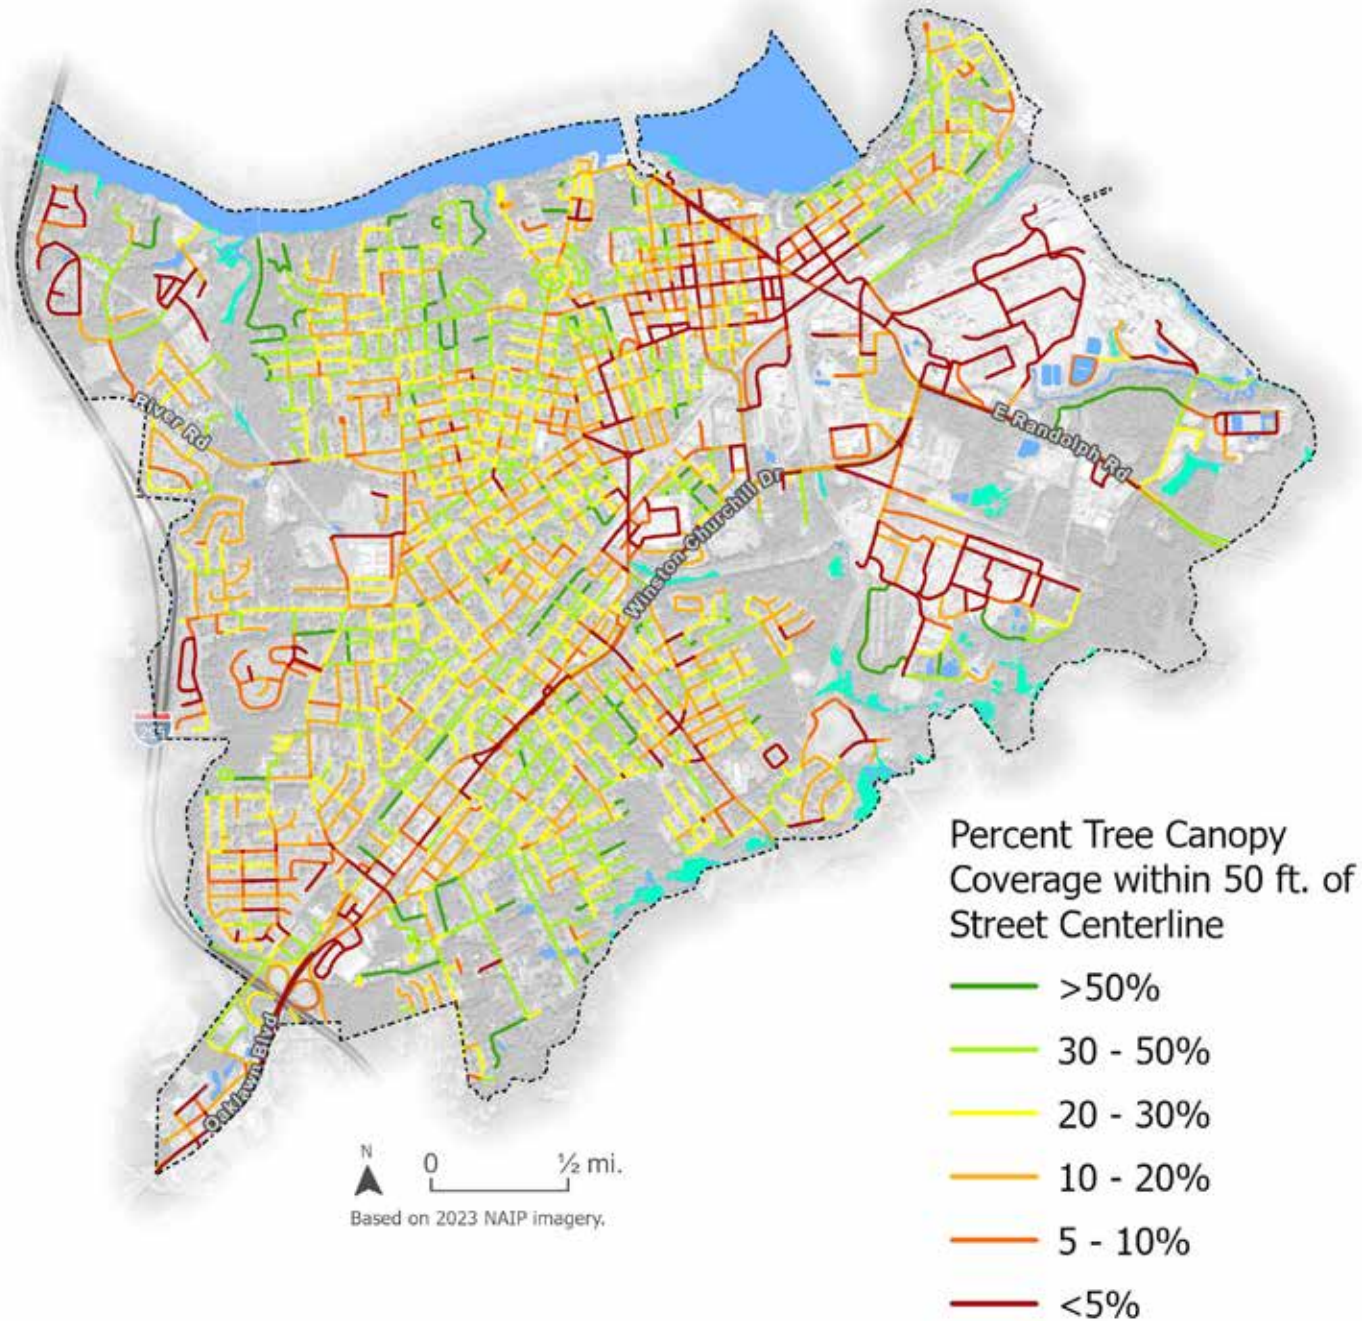 River Rd
E Randolph Rd
Winston Churchill Dr
295
Oaklawn Blvd
Percent Tree Canopy
Coverage within 50 ft. of
Street Centerline
>50%
30 - 50%
20 - 30%
10 - 20%
5 - 10%
<5%
N
0 ½ mi.
Based on 2023 NAIP imagery.